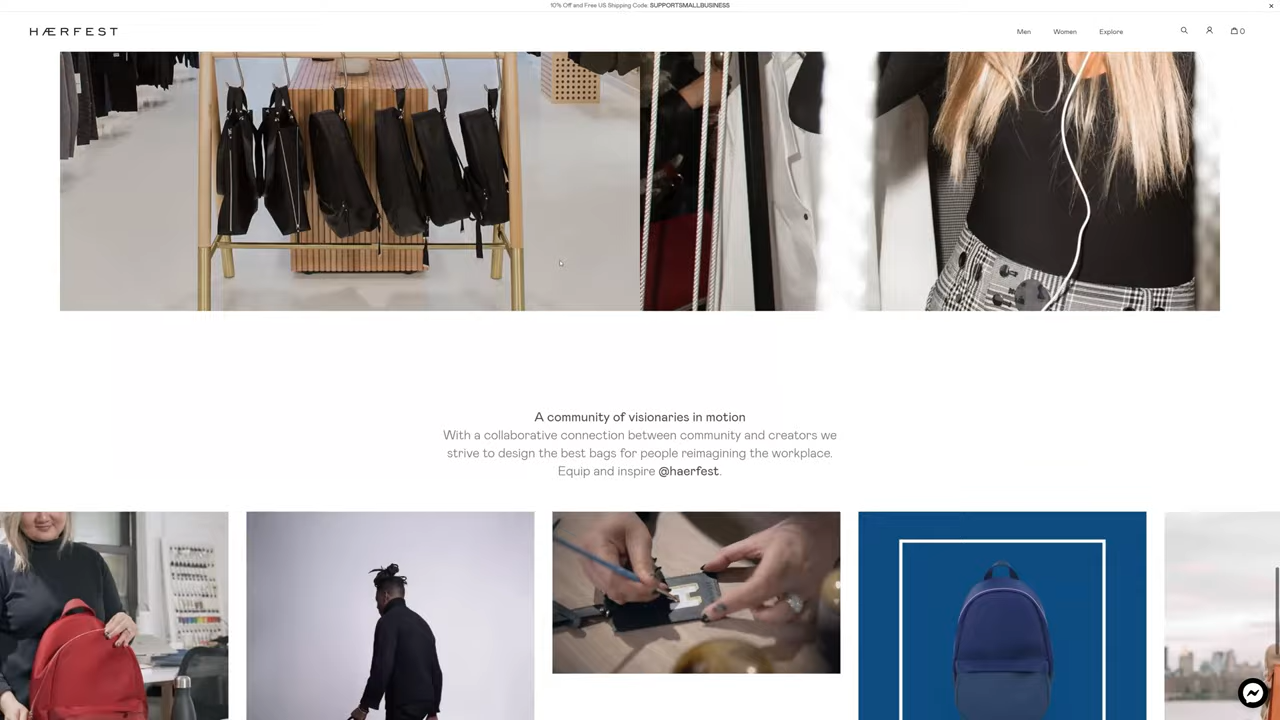 10% Off and Free US Shipping Code: SUPPORTSMALLBUSINESS
HÆRFEST
Men
Women
Explore
0
A community of visionaries in motion
With a collaborative connection between community and creators we
strive to design the best bags for people reimagining the workplace.
Equip and inspire @haerfest.